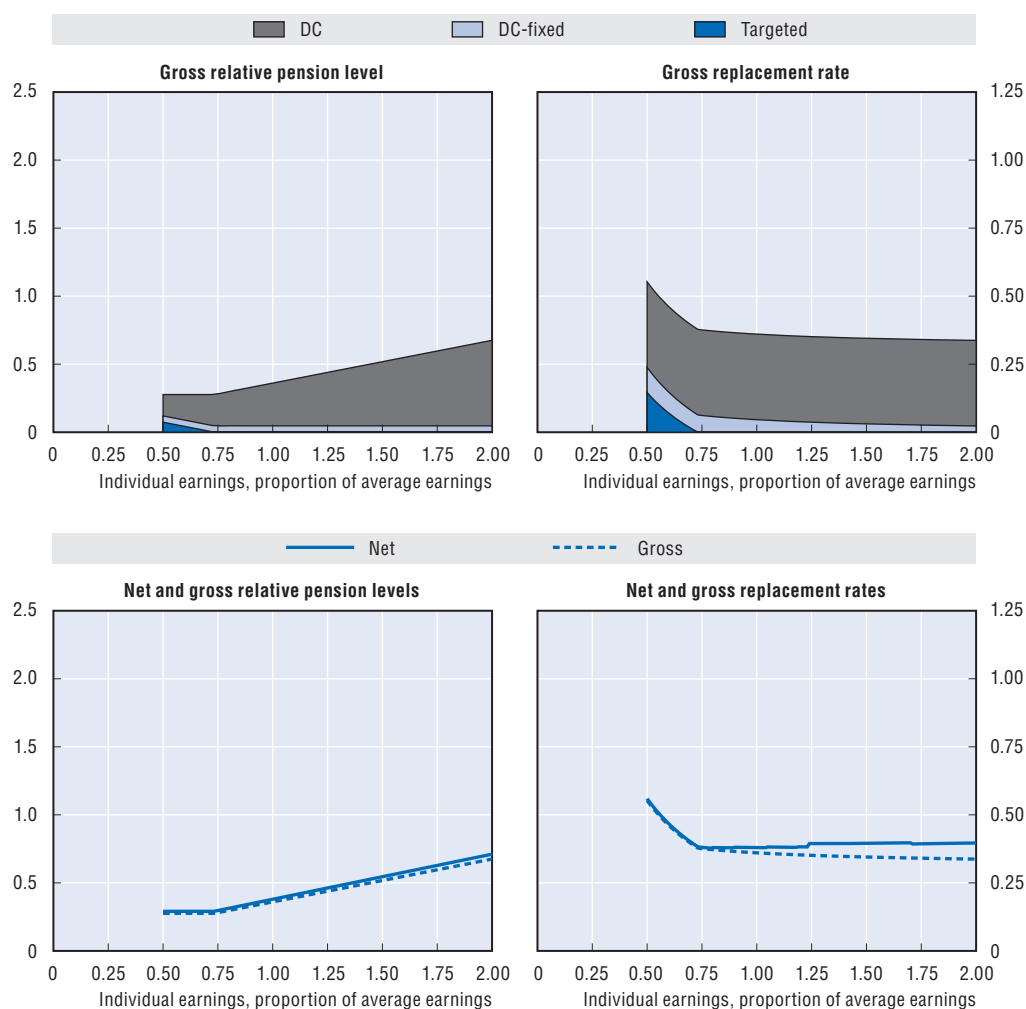 DC DC-fixed Targeted
Gross relative pension level Gross replacement rate
2.5 1.25
2.0 1.00
1.5 0.75
1.0 0.50
0.5 0.25
0 0
0 0.25 0.50 0.75 1.00 1.25 1.50 1.75 2.00 0 0.25 0.50 0.75 1.00 1.25 1.50 1.75 2.00
Individual earnings, proportion of average earnings Individual earnings, proportion of average earnings
Net Gross
Net and gross relative pension levels Net and gross replacement rates
2.5 1.25
2.0 1.00
1.5 0.75
1.0 0.50
0.5 0.25
0 0
0 0.25 0.50 0.75 1.00 1.25 1.50 1.75 2.00 0 0.25 0.50 0.75 1.00 1.25 1.50 1.75 2.00
Individual earnings, proportion of average earnings Individual earnings, proportion of average earnings